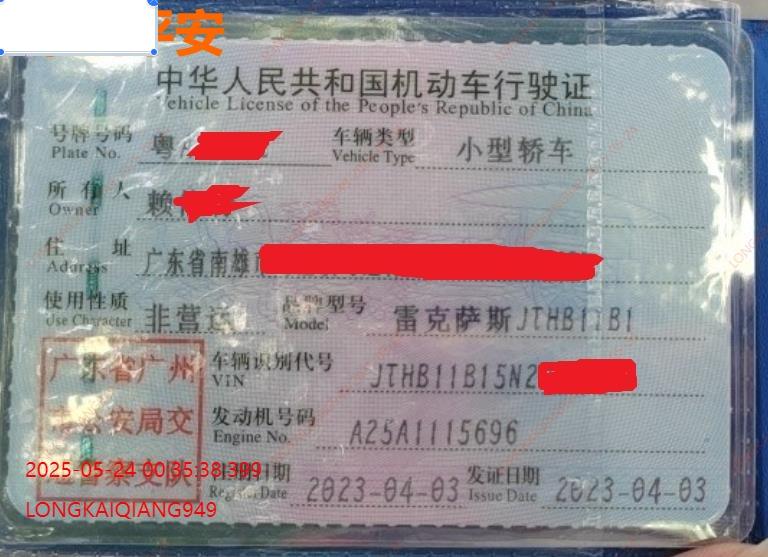 平安
中华人民共和国机动车行驶证
Vehicle License of the People's Republic of China
号牌号码 粤 车辆类型 小型轿车
Plate No. Vehicle Type
所有人 赖
Owner
住址 广东省南雄市
Address
使用性质 非营运 品牌型号 雷克萨斯JTHB11B1
Use Character Model
广东省广州 车辆识别代号 JTHB11B15N2
VIN
市公安局交 发动机号码 A25A1115696
Engine No.
警察支队 注册日期 2023-04-03 发证日期 2023-04-03
Register Date Issue Date
2025-05-24 00:35:38.399
LONGKAIQIANG949